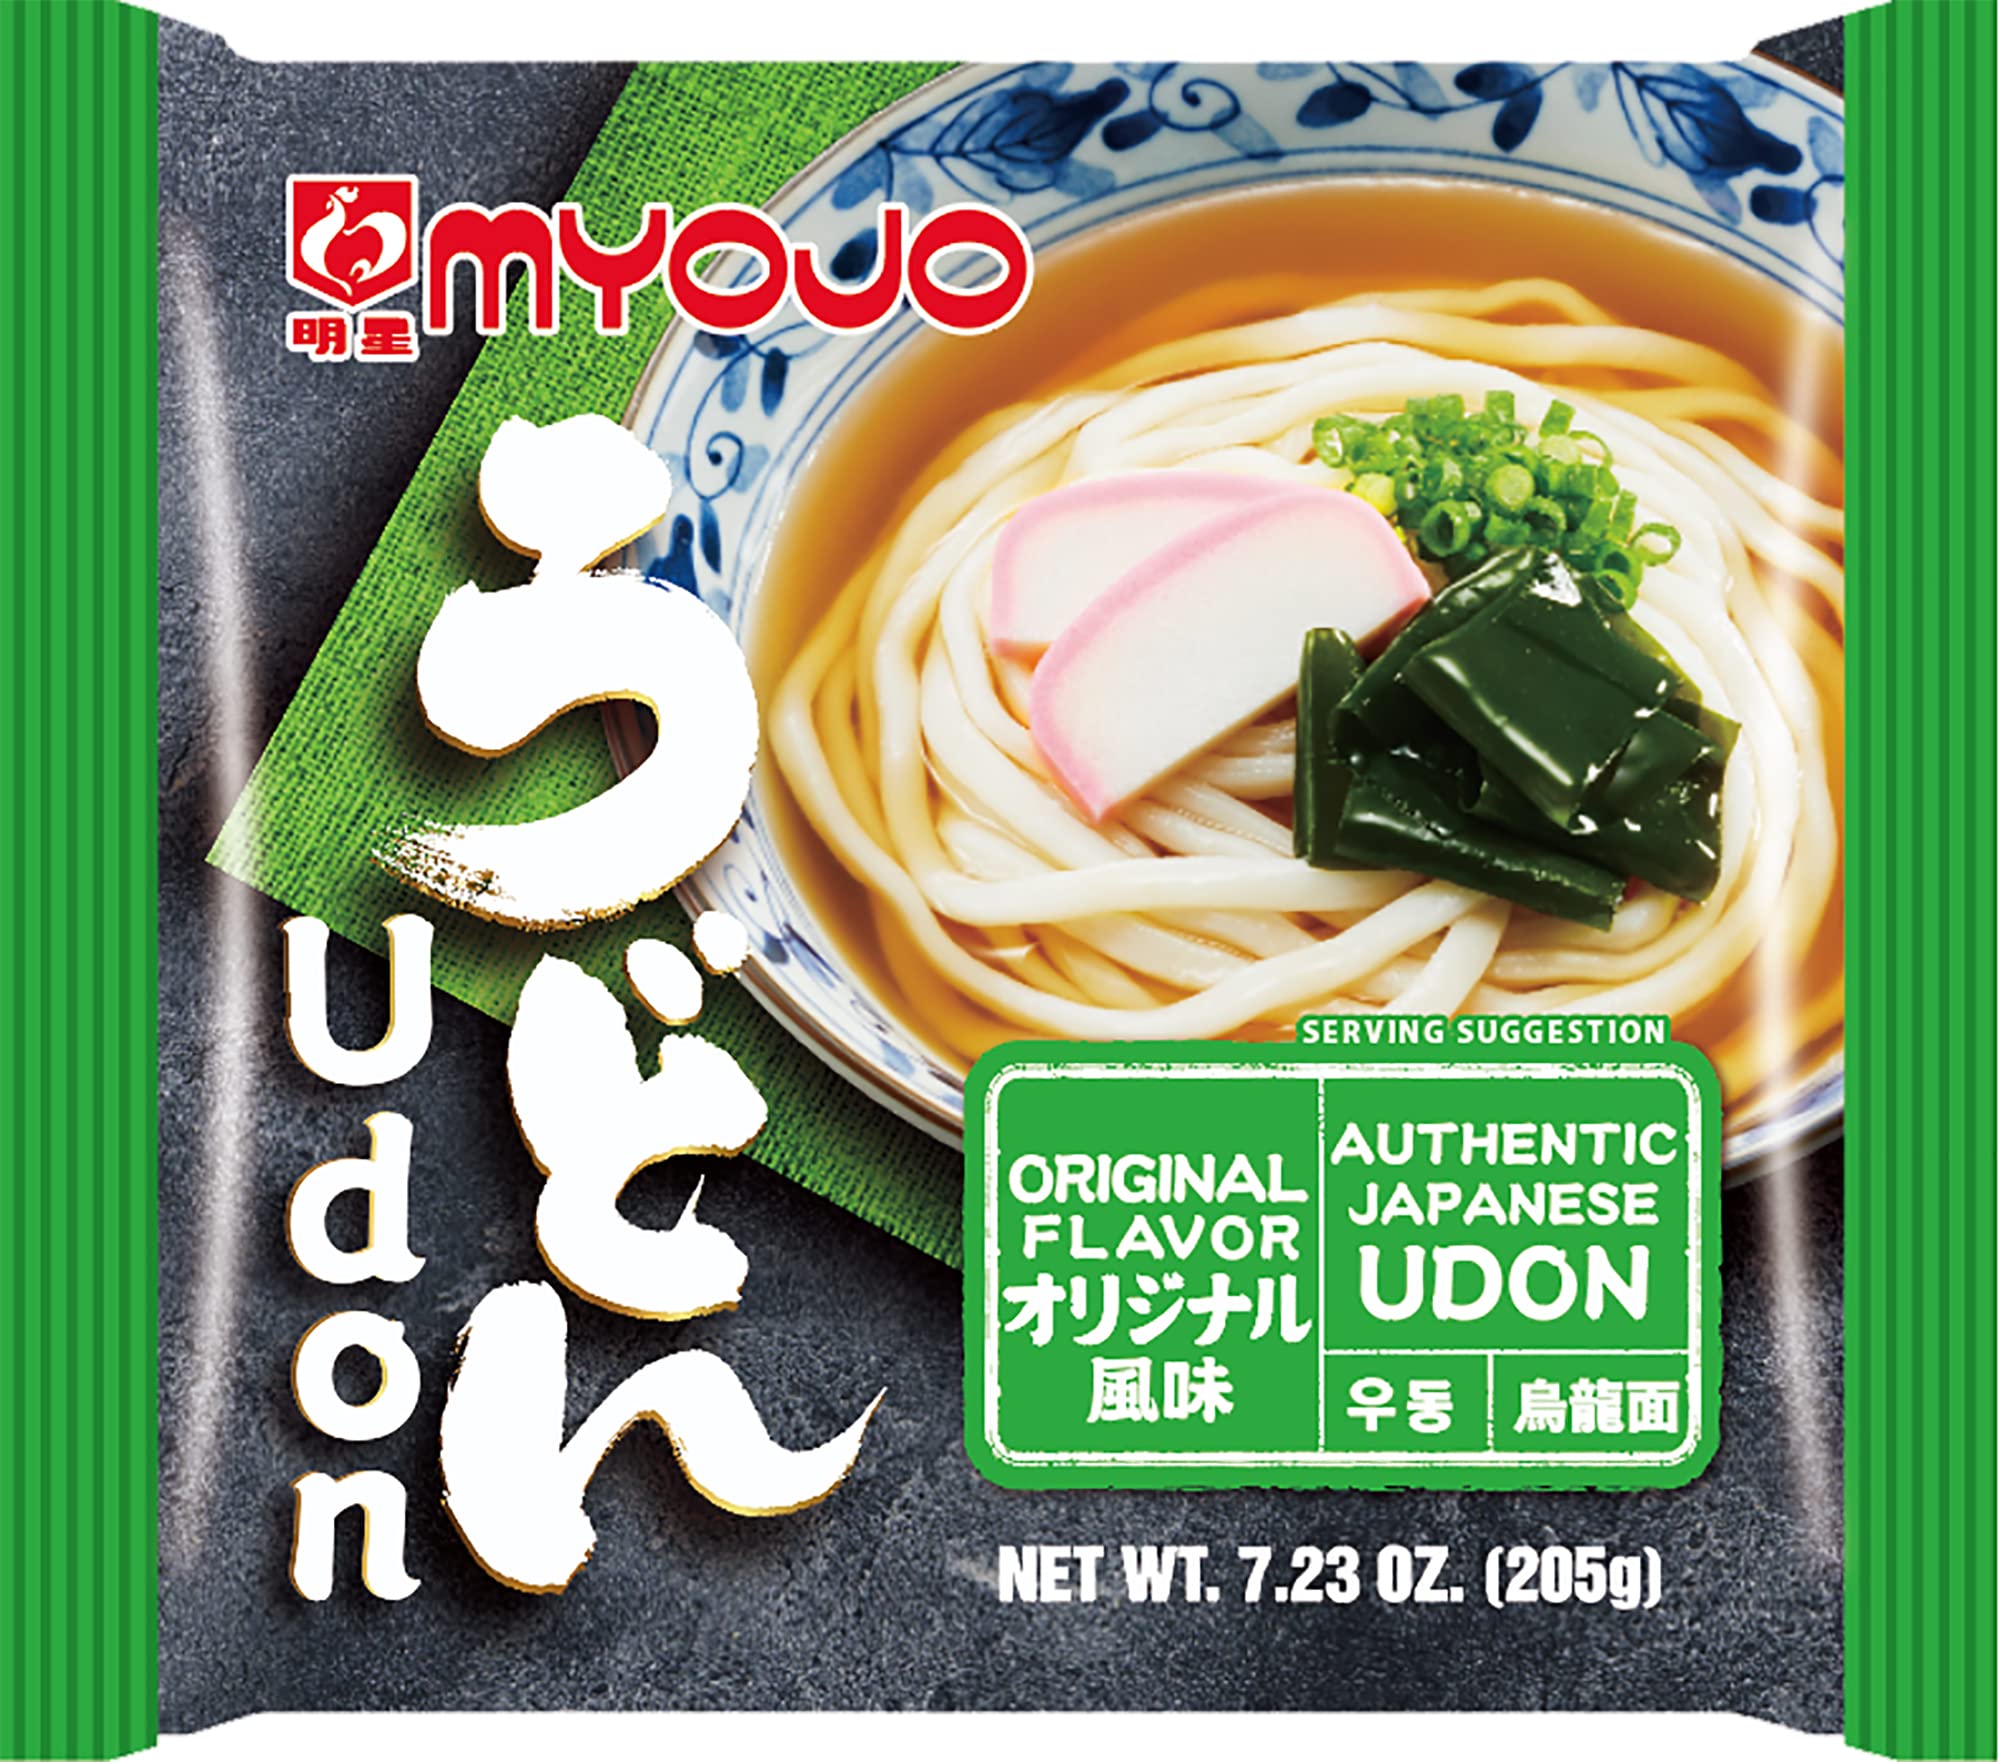 明星
MYOJO
うどん
Udon
SERVING SUGGESTION
ORIGINAL
FLAVOR
オリジナル
風味
AUTHENTIC
JAPANESE
UDON
우동
烏龍面
NET WT. 7.23 OZ. (205g)